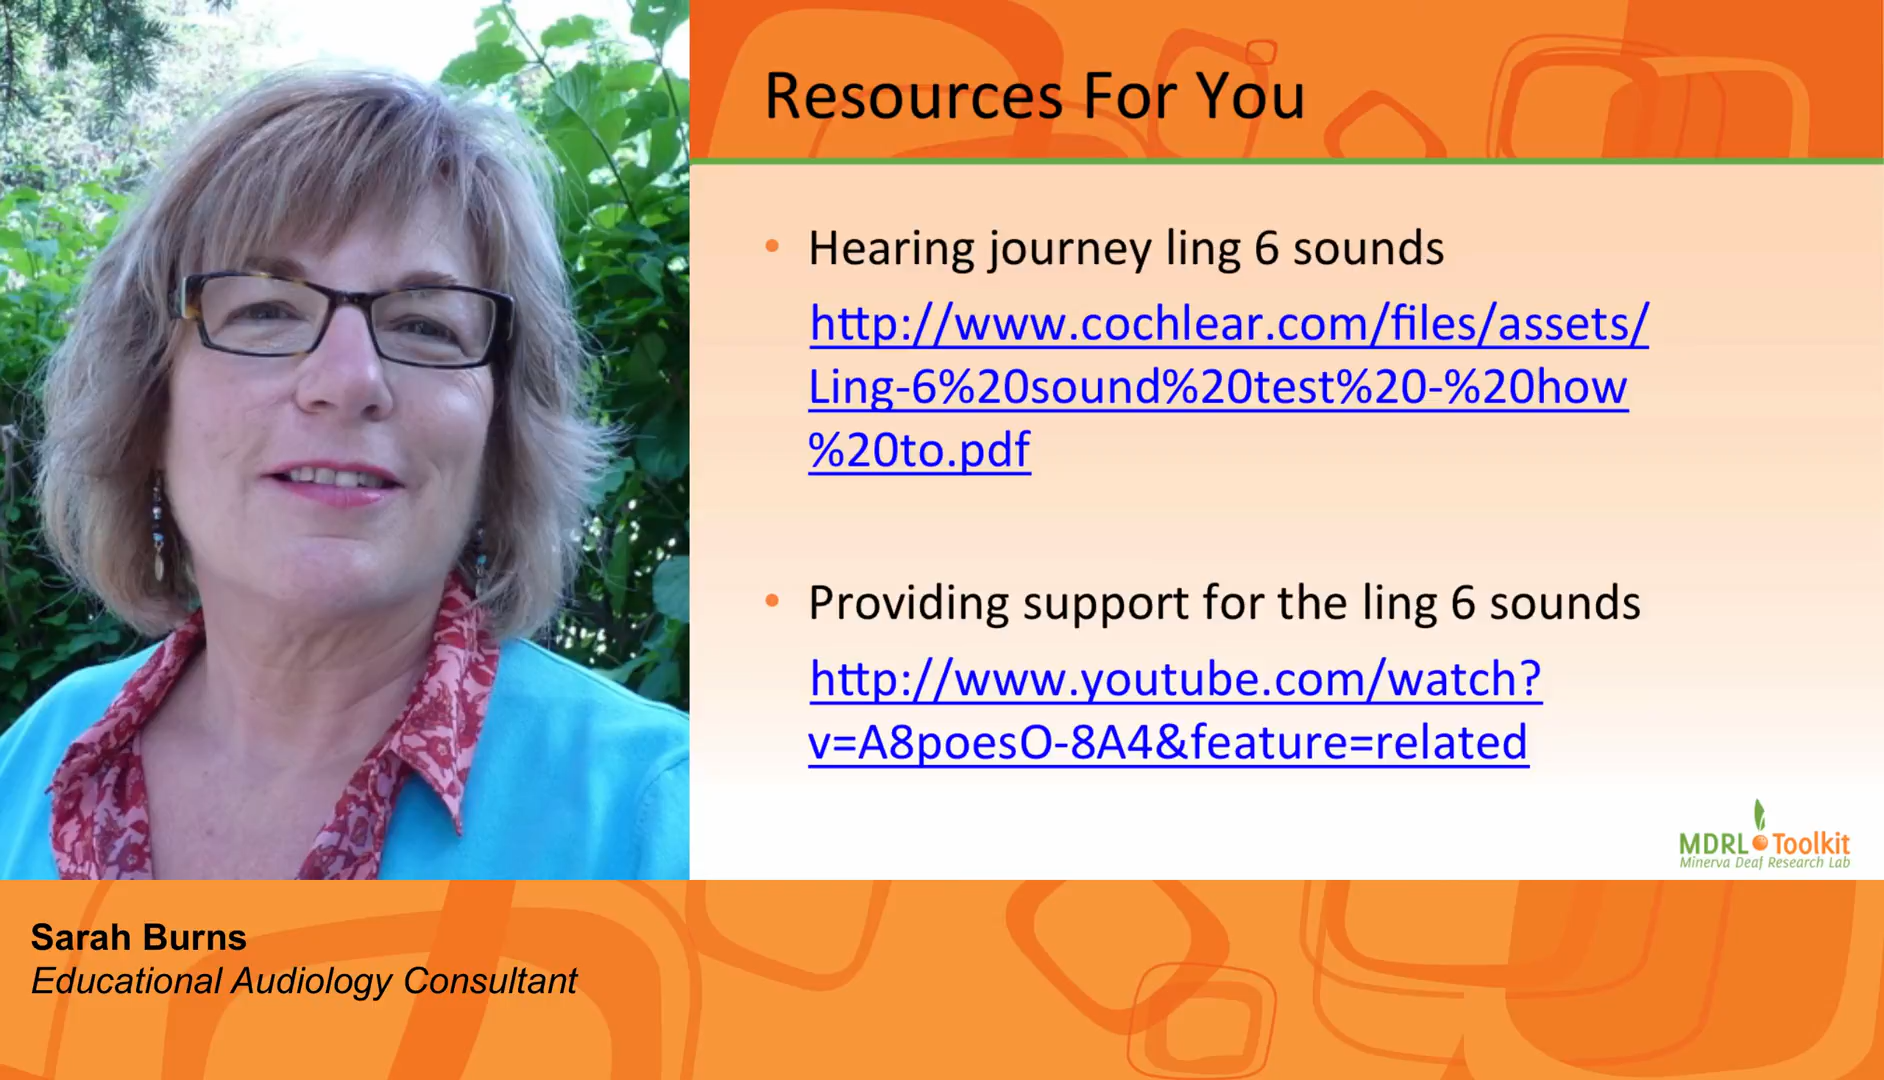 Resources For You
• Hearing journey ling 6 sounds
http://www.cochlear.com/files/assets/
Ling-6%20sound%20test%20-%20how
%20to.pdf
• Providing support for the ling 6 sounds
http://www.youtube.com/watch?
v=A8poesO-8A4&feature=related
MDRL Toolkit
Minerva Deaf Research Lab
Sarah Burns
Educational Audiology Consultant